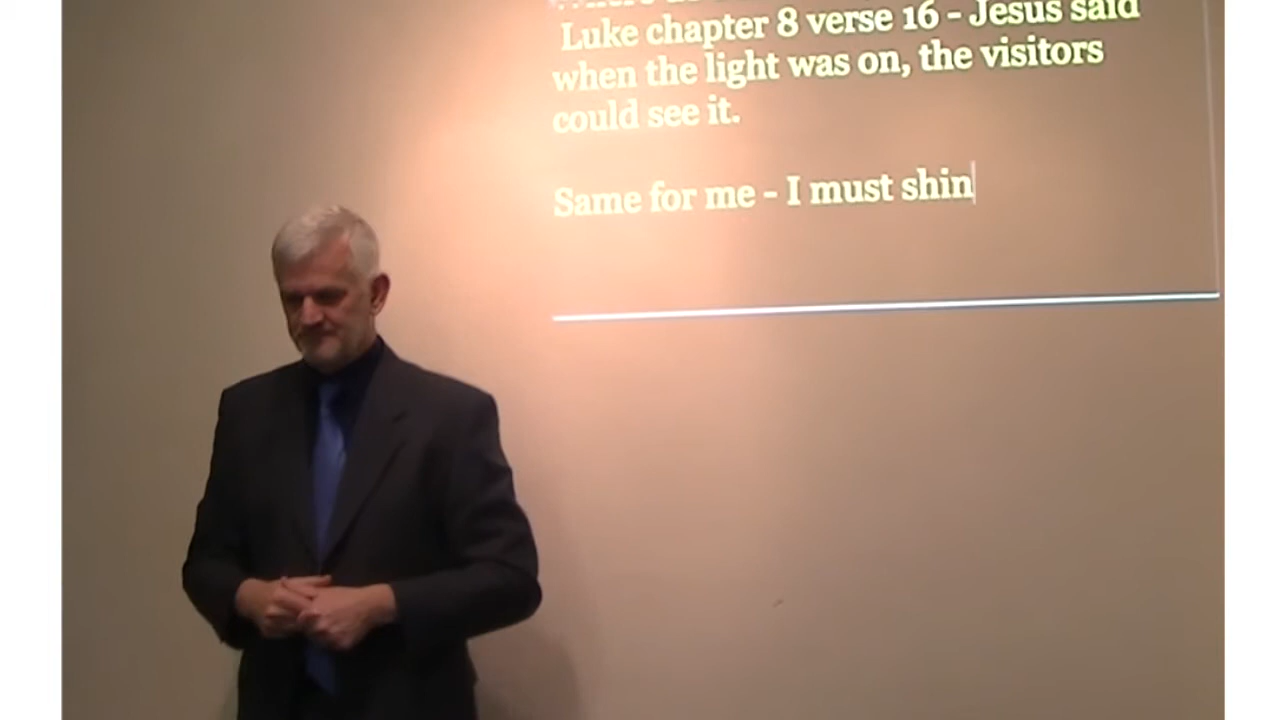 Luke chapter 8 verse 16 - Jesus said
when the light was on, the visitors
could see it.
Same for me - I must shin